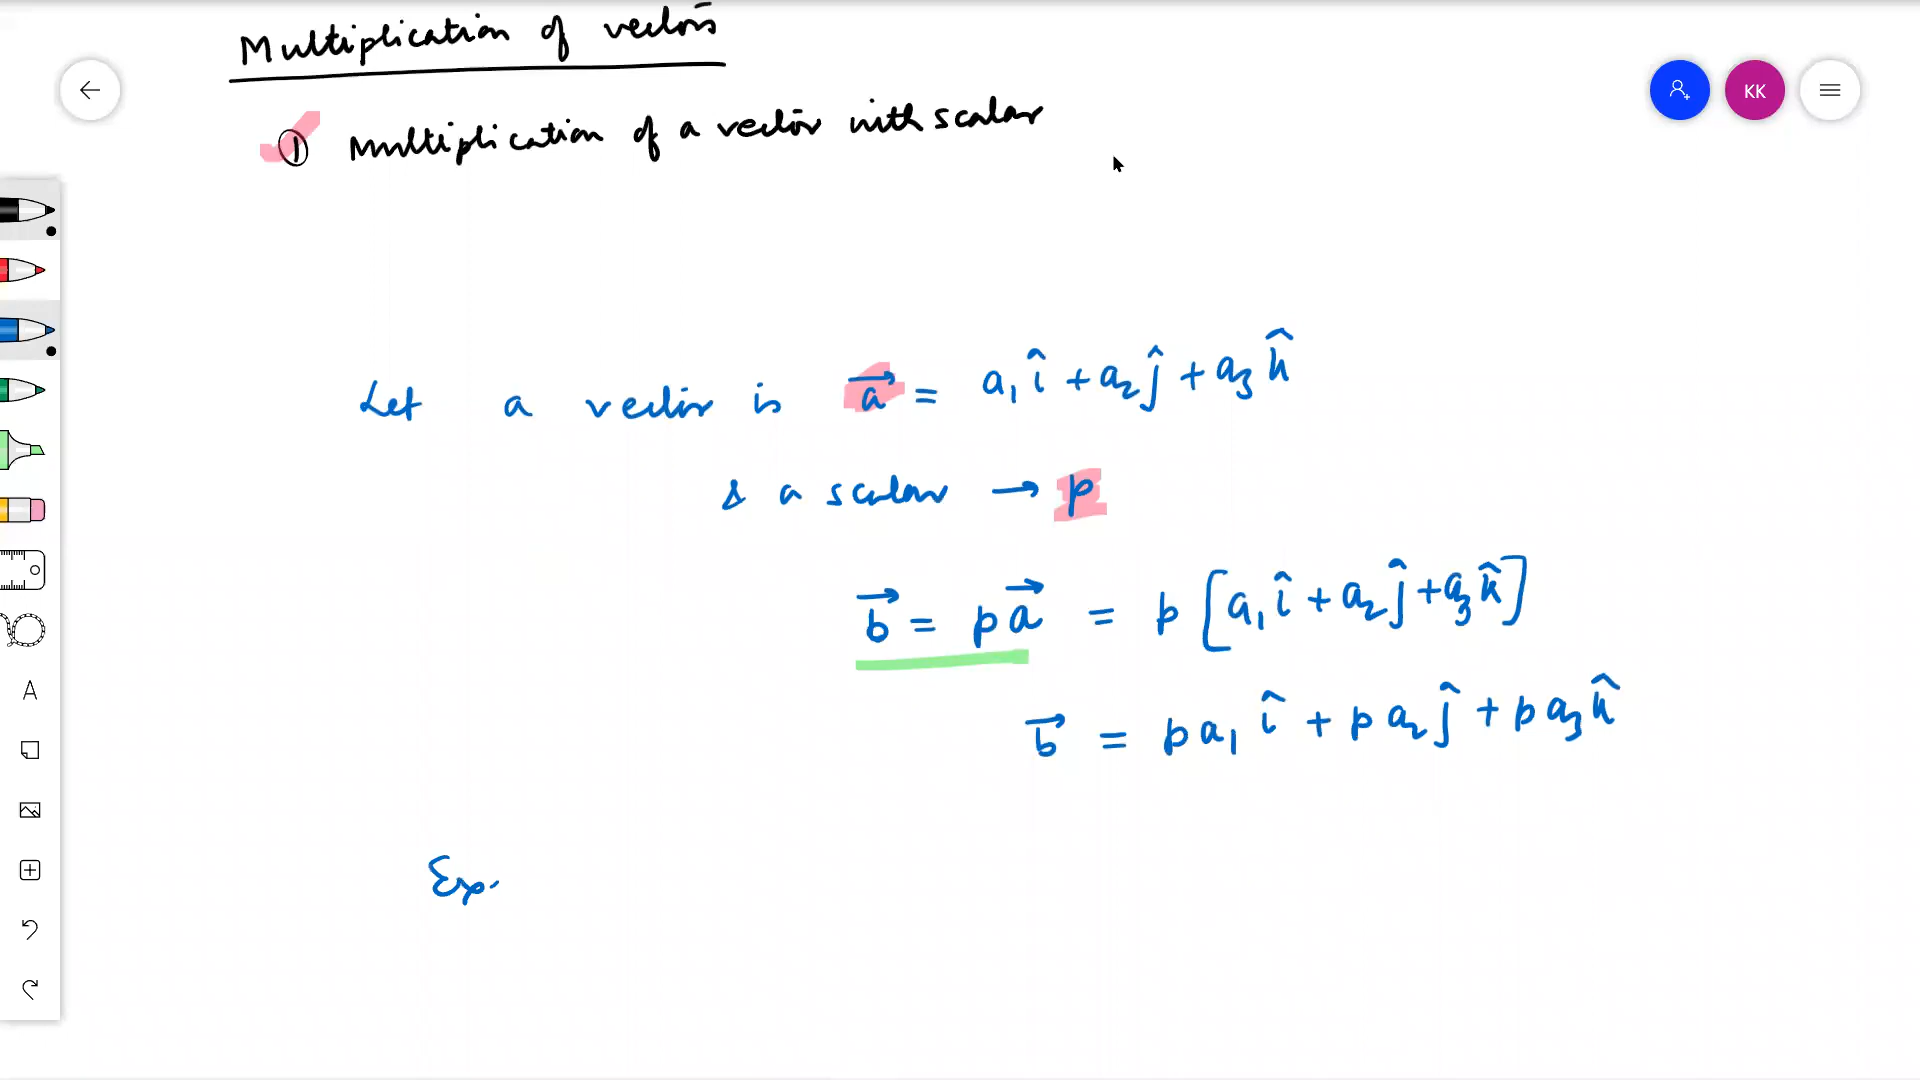 Multiplication of vectors
① Multiplication of a vector with scalar
KK
Let a vector is a⃗ = a₁î + a₂ĵ + a₃k̂
& a scalar → p
b⃗ = pa⃗ = p[a₁î + a₂ĵ + a₃k̂]
b⃗ = pa₁î + pa₂ĵ + pa₃k̂
A
Exp.